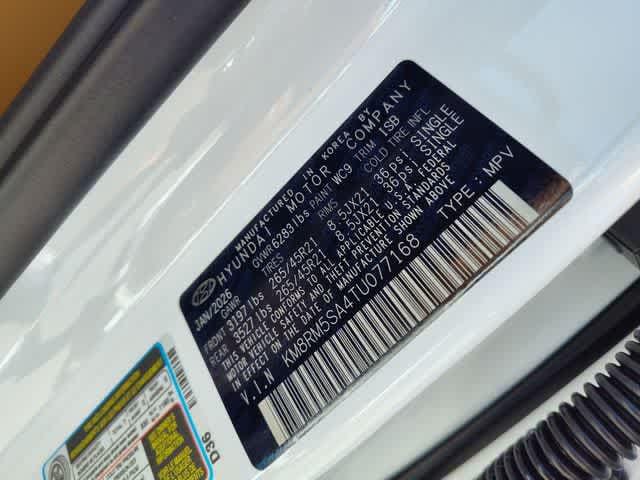 MANUFACTURED IN KOREA BY
HYUNDAI MOTOR COMPANY
JAN/2026 GVWR 6283 lbs PAINT WC9 TRIM ISB
GAWR TIRES RIMS COLD TIRE INFL
FRONT 3197 lbs 265/45R21 8.5JX21 36psi SINGLE
REAR 3527 lbs 265/45R21 8.5JX21 36psi SINGLE
THIS VEHICLE CONFORMS TO ALL APPLICABLE U.S. FEDERAL
MOTOR VEHICLE SAFETY AND THEFT PREVENTION STANDARDS
IN EFFECT ON THE DATE OF MANUFACTURE SHOWN ABOVE
V.I.N KM8RM5SA4TU077168 TYPE : MPV
D36